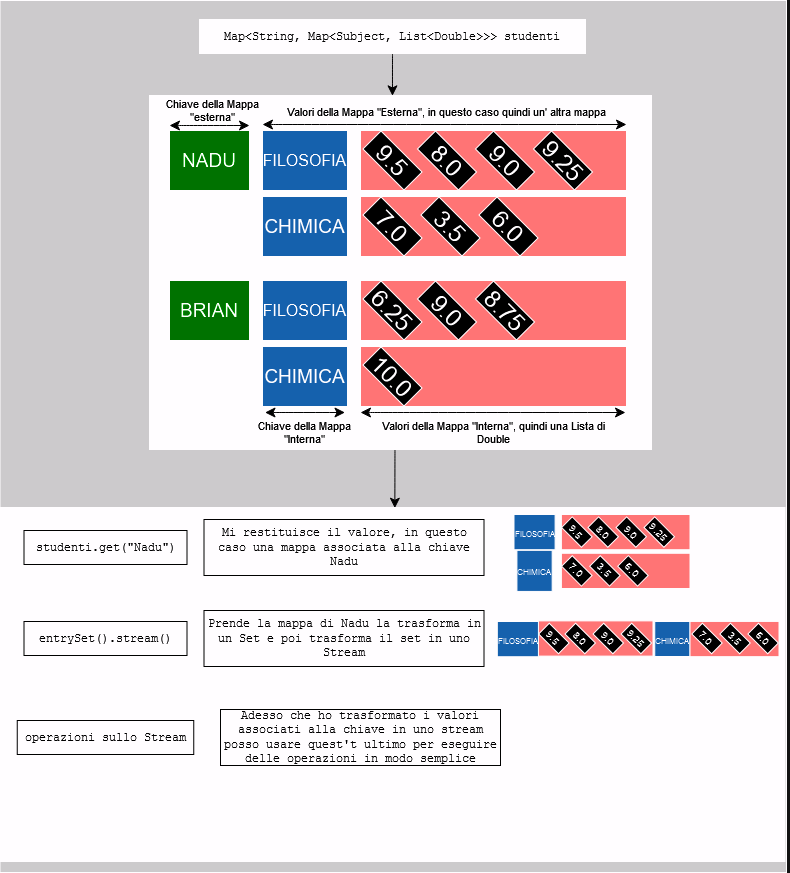 Map<String, Map<Subject, List<Double>>> studenti
Chiave della Mappa
"esterna"
Valori della Mappa "Esterna", in questo caso quindi un' altra mappa
NADU
FILOSOFIA
9.5
8.0
9.0
9.25
CHIMICA
7.0
3.5
6.0
BRIAN
FILOSOFIA
6.25
9.0
8.75
CHIMICA
10.0
Chiave della Mappa
"Interna"
Valori della Mappa "Interna", quindi una Lista di
Double
studenti.get("Nadu")
Mi restituisce il valore, in questo
caso una mappa associata alla chiave
Nadu
FILOSOFIA
9.5
8.0
9.0
9.25
CHIMICA
7.0
3.5
6.0
entrySet().stream()
Prende la mappa di Nadu la trasforma in
un Set e poi trasforma il set in uno
Stream
FILOSOFIA
9.5
8.0
9.0
9.25
CHIMICA
7.0
3.5
6.0
operazioni sullo Stream
Adesso che ho trasformato i valori
associati alla chiave in uno stream
posso usare quest't ultimo per eseguire
delle operazioni in modo semplice